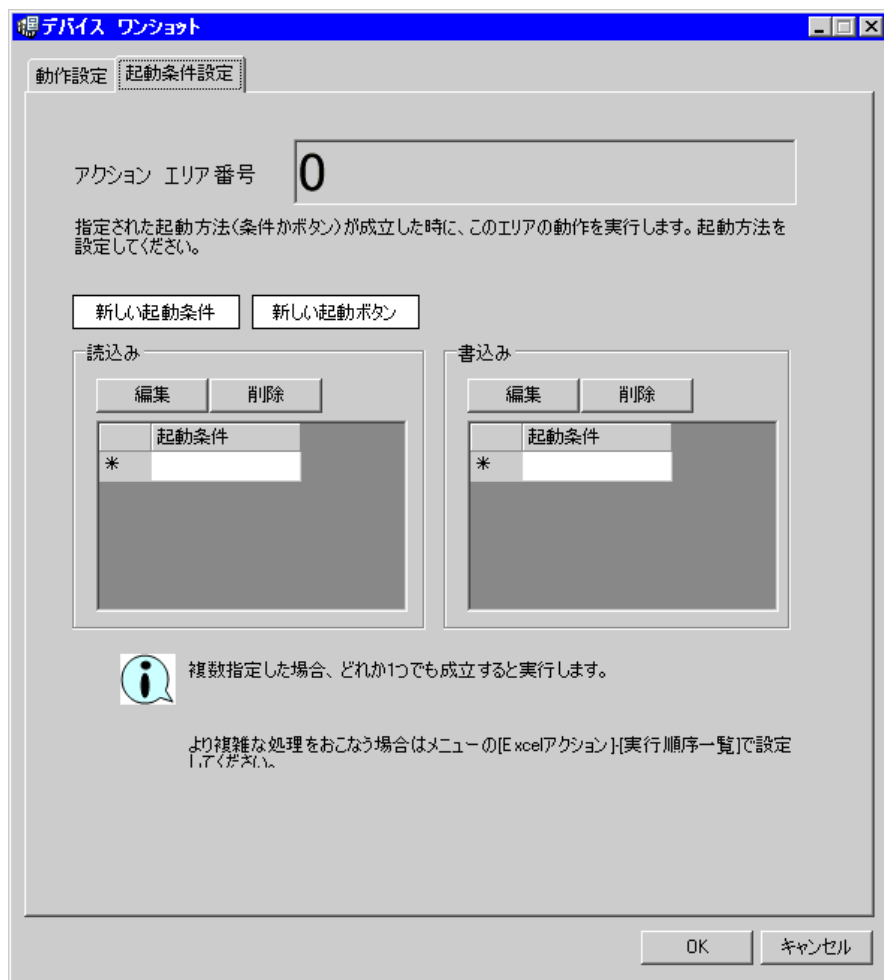 デバイス ワンショット
動作設定 起動条件設定
アクション エリア番号 0
指定された起動方法(条件かボタン)が成立した時に、このエリアの動作を実行します。起動方法を
設定してください。
新しい起動条件 新しい起動ボタン
読込み 書込み
編集 削除 編集 削除
起動条件 起動条件
* *
複数指定した場合、どれか1つでも成立すると実行します。
より複雑な処理をおこなう場合はメニューの[Excelアクション]-[実行順序一覧]で設定
してください。
OK キャンセル